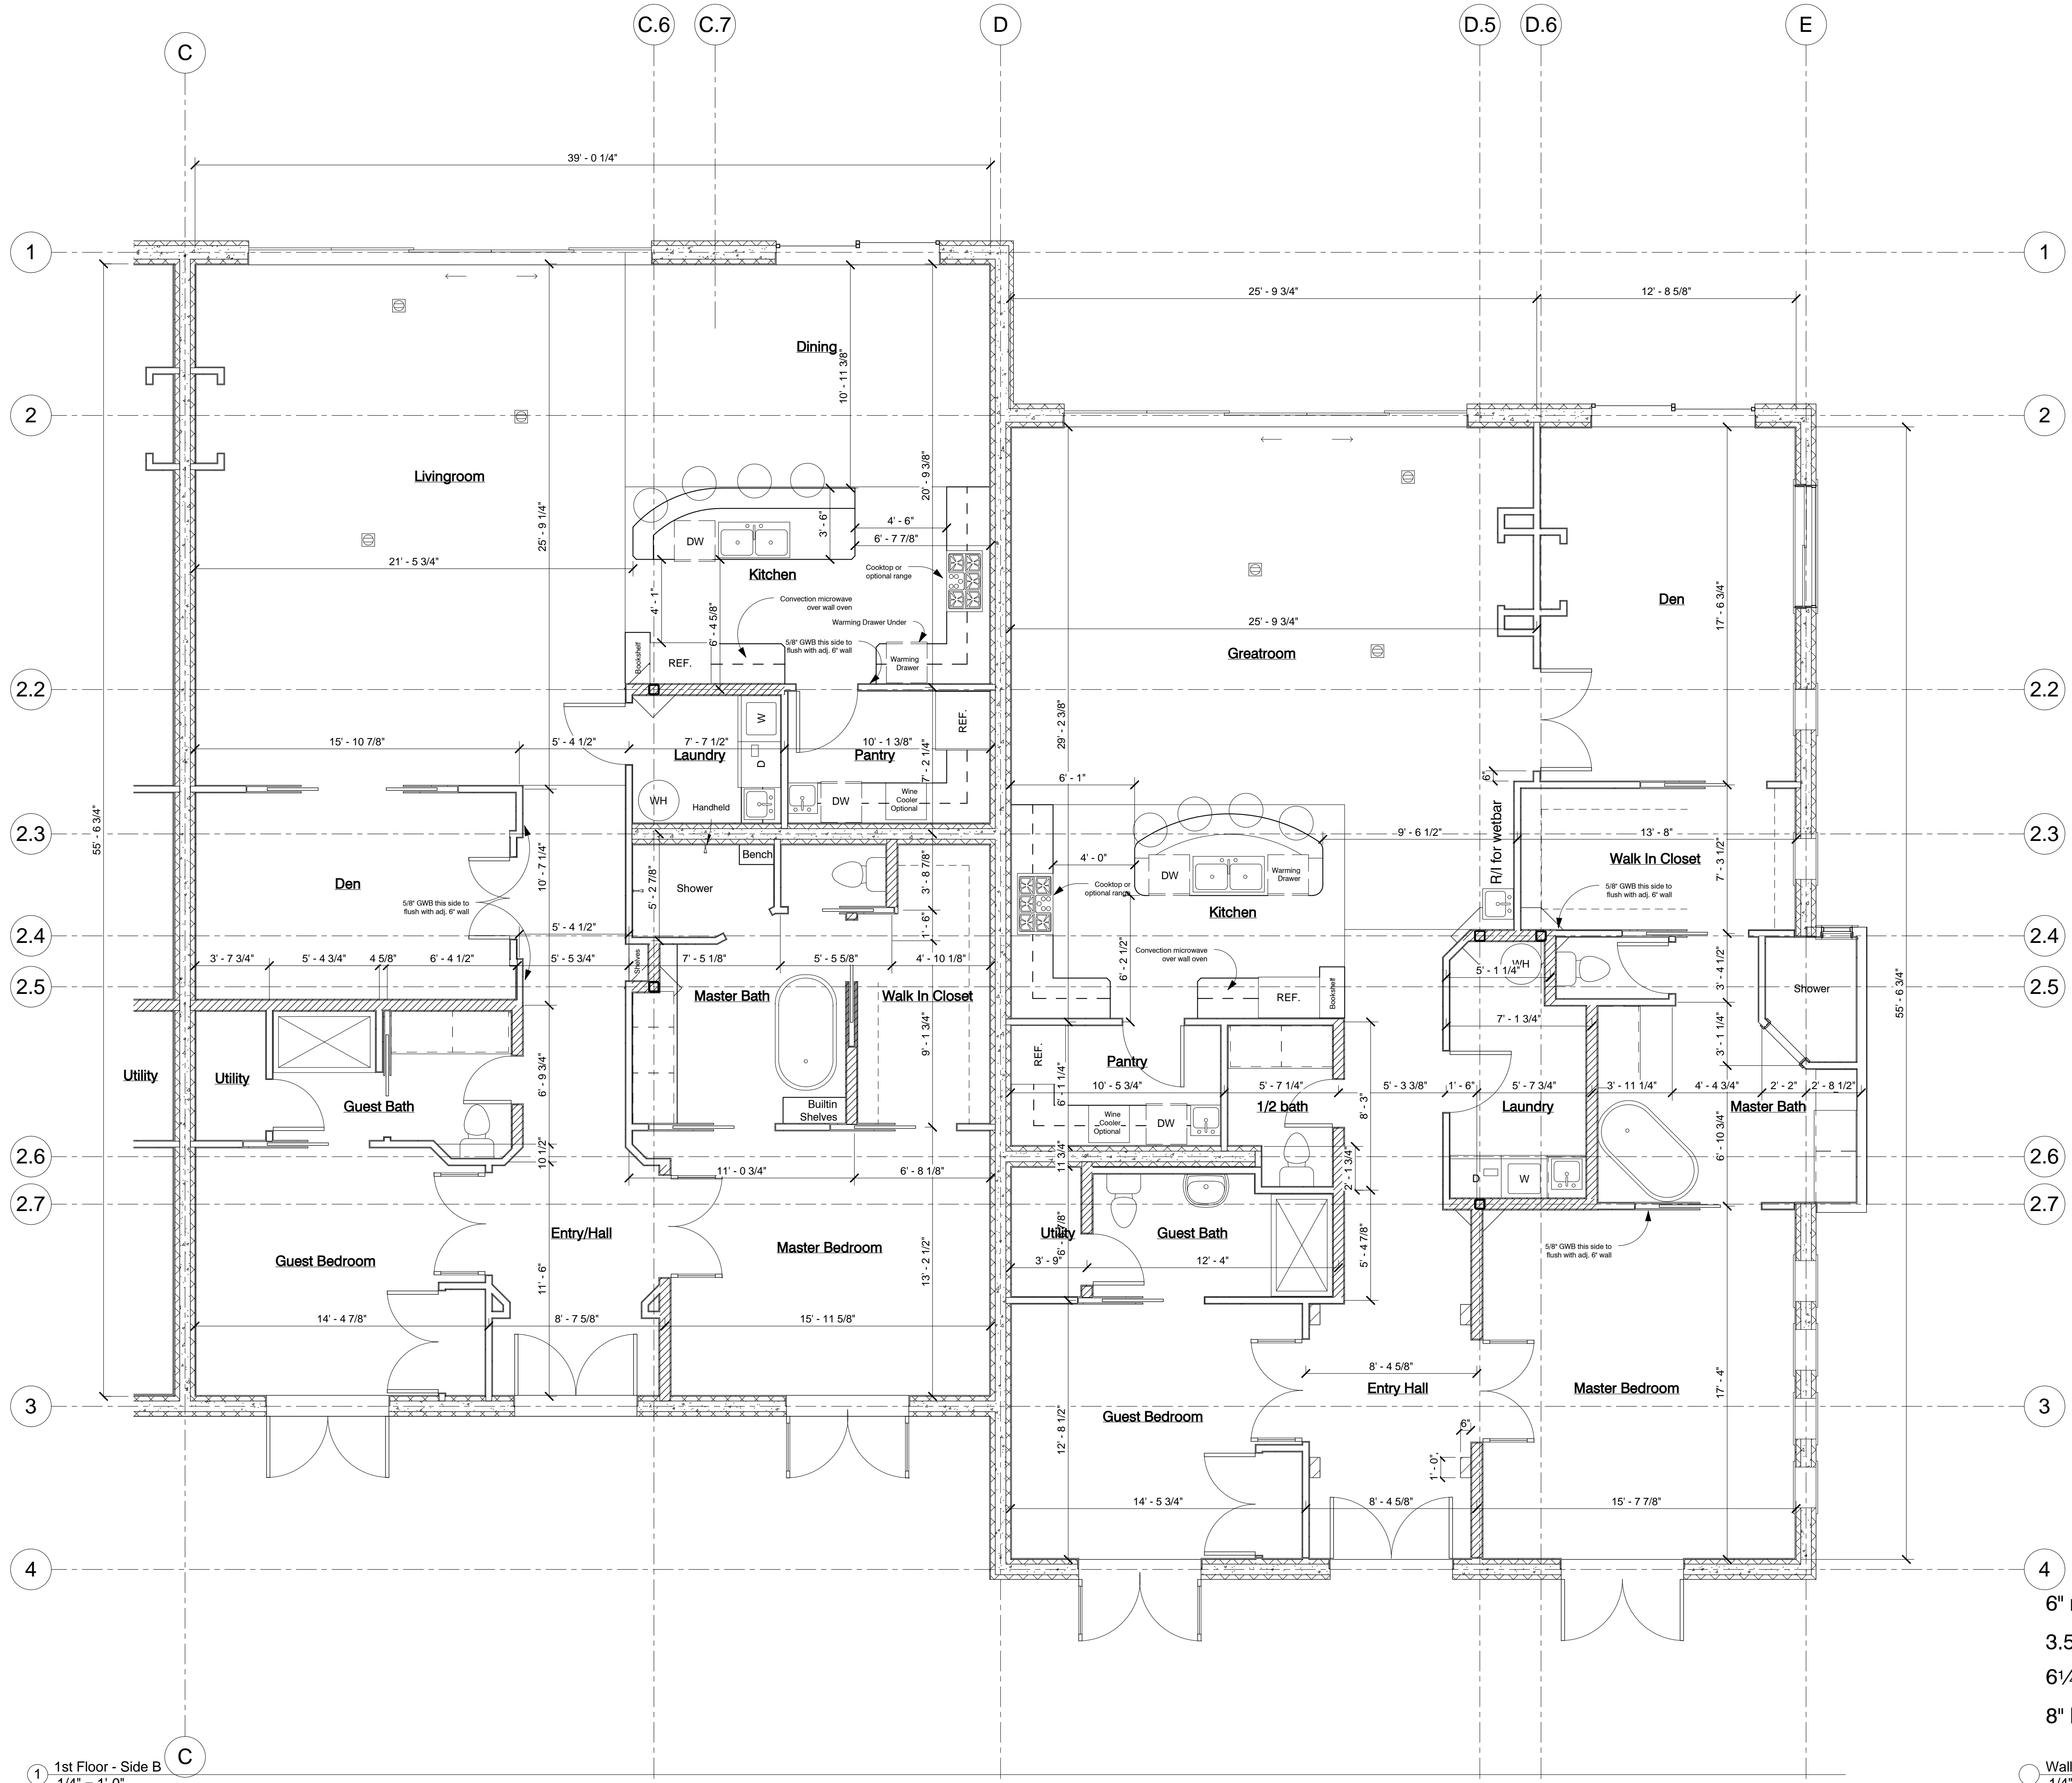 C
C.6
C.7
D
D.5
D.6
E
39' - 0 1/4"
1
1
25' - 9 3/4"
12' - 8 5/8"
Dining
10' - 11 3/8"
2
2
Livingroom
20' - 9 3/8"
25' - 9 1/4"
3' - 6"
4' - 6"
DW
6' - 7 7/8"
21' - 5 3/4"
Kitchen
Cooktop or
optional range
4' - 1"
6' - 4 5/8"
Convection microwave
over wall oven
Warming Drawer Under
5/8" GWB this side to
flush with adj. 6" wall
Bookshelf
REF.
Warming
Drawer
Den
17' - 6 3/4"
25' - 9 3/4"
Greatroom
2.2
2.2
W
REF.
29' - 2 3/8"
15' - 10 7/8"
5' - 4 1/2"
7' - 7 1/2"
10' - 1 3/8"
Laundry
Pantry
7' - 2 1/4"
D
WH
Handheld
DW
Wine
Cooler
Optional
6"
6' - 1"
55' - 6 3/4"
2.3
2.3
R/I for wetbar
9' - 6 1/2"
13' - 8"
Bench
Shower
5' - 2 7/8"
3' - 8 7/8"
10' - 7 1/4"
Den
5/8" GWB this side to
flush with adj. 6" wall
4' - 0"
Cooktop or
optional range
DW
Warming
Drawer
Kitchen
Walk In Closet
7' - 3 1/2"
5/8" GWB this side to
flush with adj. 6" wall
2.4
2.4
5' - 4 1/2"
1' - 6"
6' - 2 1/2"
Convection microwave
over wall oven
3' - 7 3/4"
5' - 4 3/4"
4 5/8"
6' - 4 1/2"
5' - 5 3/4"
Shelves
7' - 5 1/8"
5' - 5 5/8"
4' - 10 1/8"
WH
5' - 1 1/4"
3' - 4 1/2"
2.5
2.5
Master Bath
Walk In Closet
REF.
Bookshelf
Shower
55' - 6 3/4"
9' - 1 3/4"
7' - 1 3/4"
3' - 1 1/4"
Utility
Utility
Guest Bath
6' - 9 3/4"
Builtin
Shelves
REF.
Pantry
6' - 1 1/4"
10' - 5 3/4"
5' - 7 1/4"
5' - 3 3/8"
1' - 6"
5' - 7 3/4"
3' - 11 1/4"
4' - 4 3/4"
2' - 2"
2' - 8 1/2"
1/2 bath
8' - 3"
Laundry
Master Bath
Wine
Cooler
Optional
DW
6' - 10 3/4"
2.6
2.6
10 1/2"
11' - 0 3/4"
6' - 8 1/8"
11 3/4"
2' - 1 3/4"
D
W
2.7
2.7
Entry/Hall
Guest Bedroom
Master Bedroom
13' - 2 1/2"
11' - 6"
Utility
Guest Bath
3' - 9"
12' - 4"
5' - 4 7/8"
5/8" GWB this side to
flush with adj. 6" wall
14' - 4 7/8"
8' - 7 5/8"
15' - 11 5/8"
8' - 4 5/8"
3
3
Guest Bedroom
Entry Hall
Master Bedroom
17' - 4"
12' - 8 1/2"
6"
1' - 0"
14' - 5 3/4"
8' - 4 5/8"
15' - 7 7/8"
4
4
6"
3.5
8"
C
1
1st Floor - Side B
1/4" = 1'-0"
Wall
1/4"